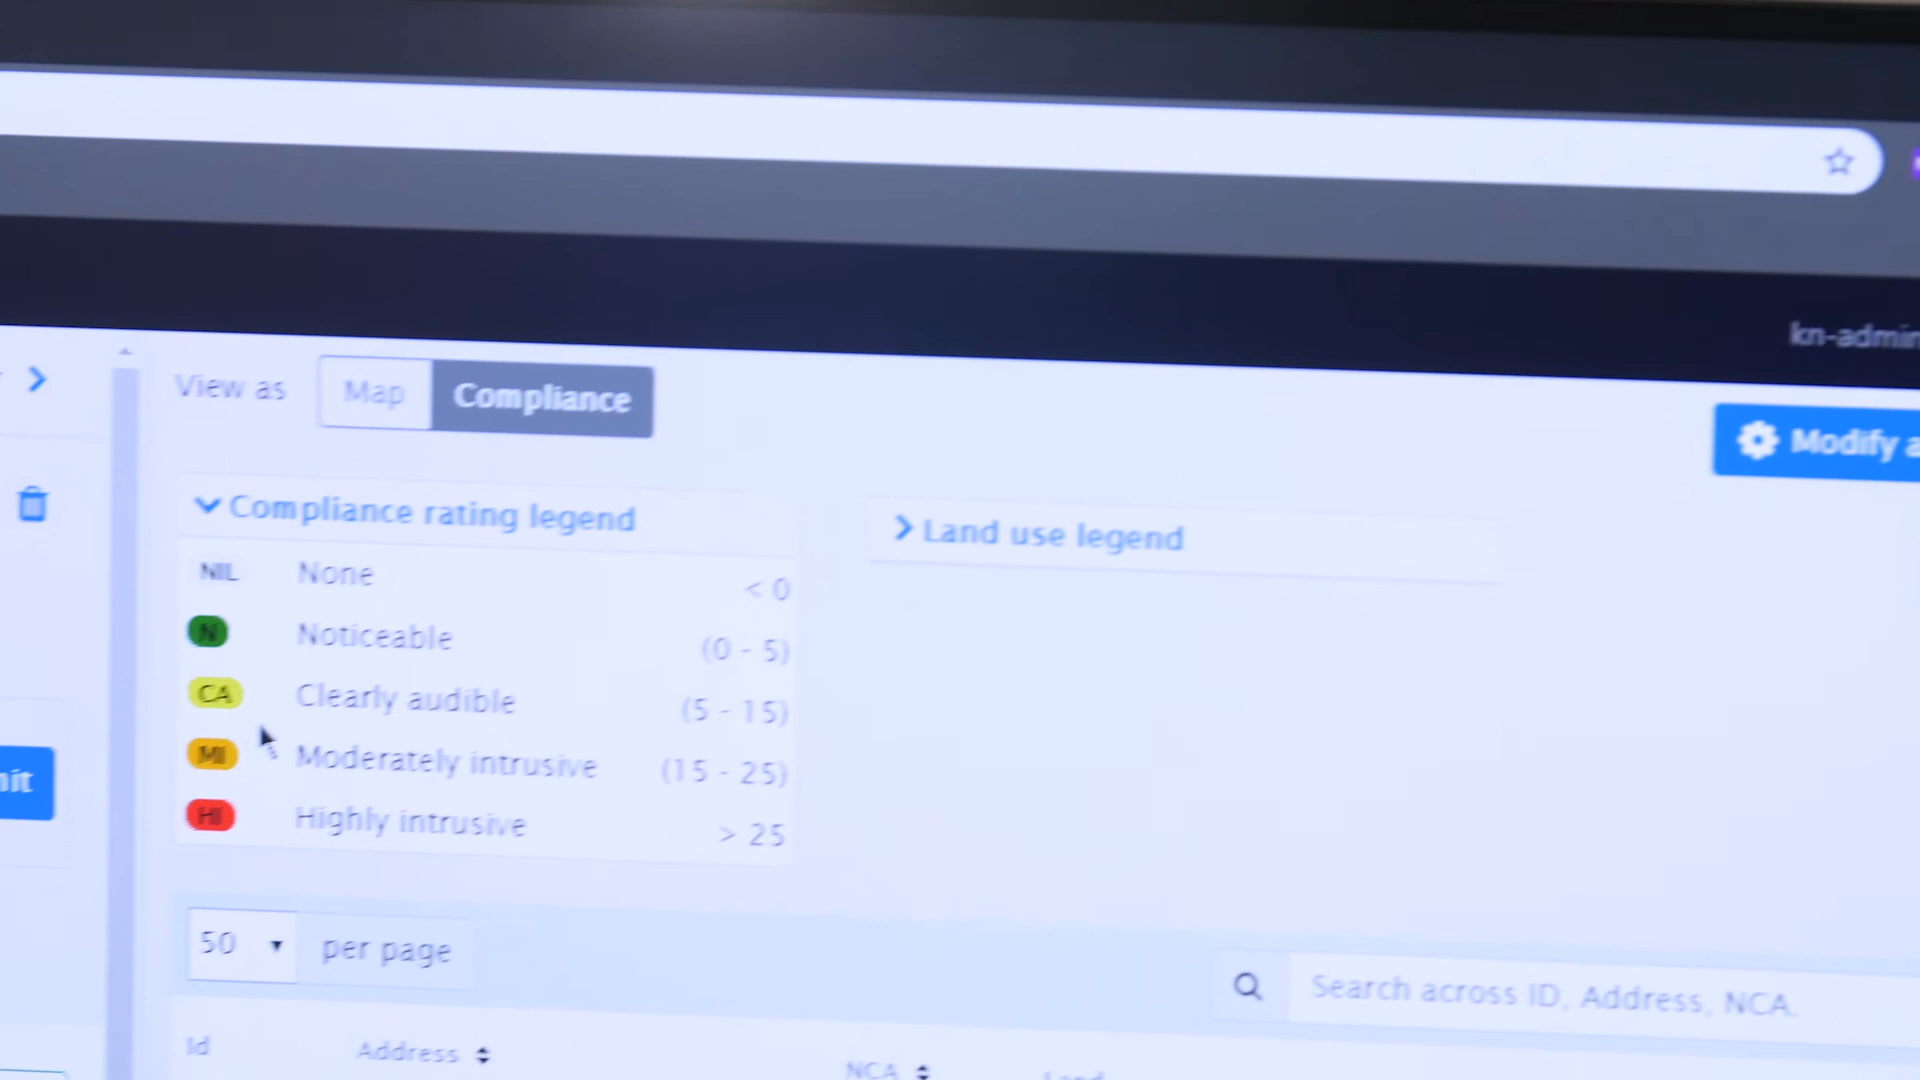 kn-admin
View as Map Compliance
Modify a
Compliance rating legend
Land use legend
NIL None < 0
N Noticeable (0 - 5)
CA Clearly audible (5 - 15)
MI Moderately intrusive (15 - 25)
HI Highly intrusive > 25
nit
50 per page
Search across ID, Address, NCA.
Id Address NCA Land